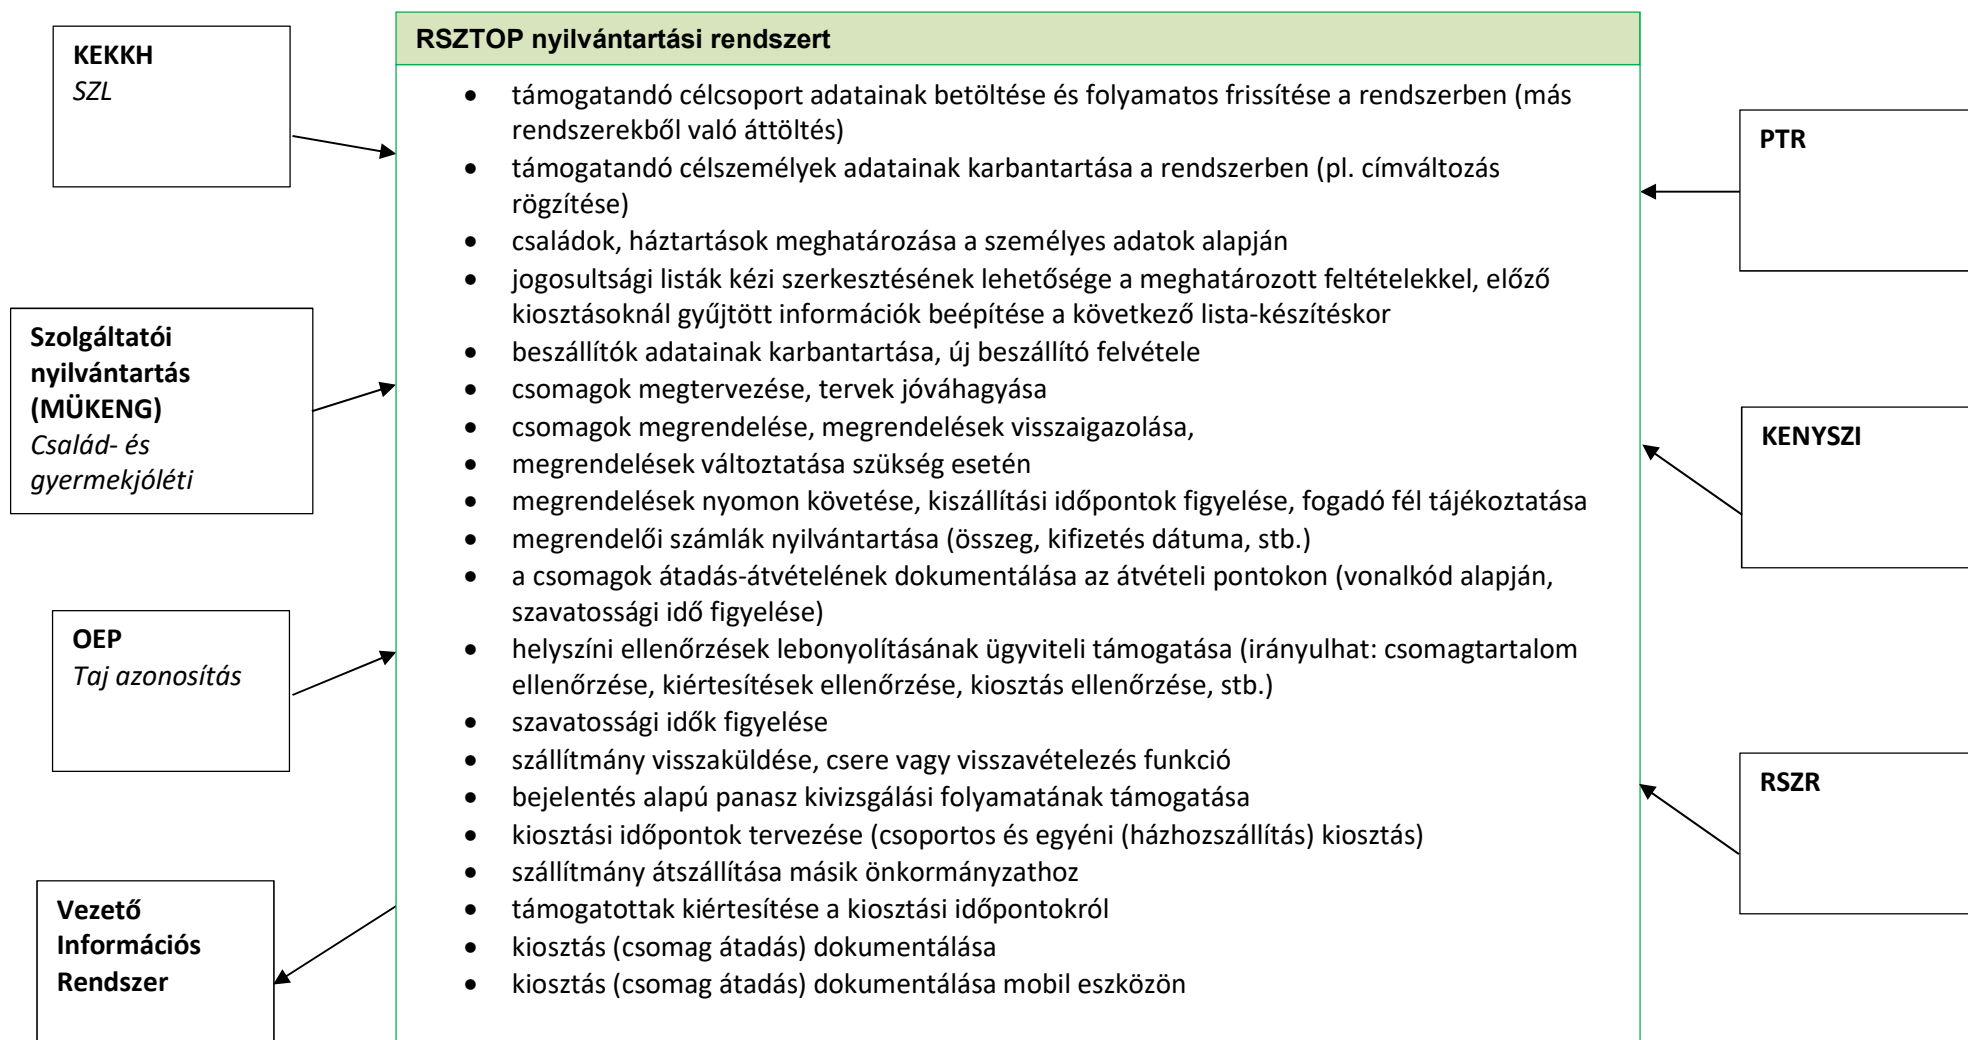 KEKKH
SZL
Szolgáltatói
nyilvántartás
(MÜKENG)
Család- és
gyermekjóléti
OEP
Taj azonosítás
Vezető
Információs
Rendszer
RSZTOP nyilvántartási rendszert
• támogatandó célcsoport adatainak betöltése és folyamatos frissítése a rendszerben (más
rendszerekből való áttöltés)
• támogatandó célszemélyek adatainak karbantartása a rendszerben (pl. címváltozás
rögzítése)
• családok, háztartások meghatározása a személyes adatok alapján
• jogosultsági listák kézi szerkesztésének lehetősége a meghatározott feltételekkel, előző
kiosztásoknál gyűjtött információk beépítése a következő lista-készítéskor
• beszállítók adatainak karbantartása, új beszállító felvétele
• csomagok megtervezése, tervek jóváhagyása
• csomagok megrendelése, megrendelések visszaigazolása,
• megrendelések változtatása szükség esetén
• megrendelések nyomon követése, kiszállítási időpontok figyelése, fogadó fél tájékoztatása
• megrendelői számlák nyilvántartása (összeg, kifizetés dátuma, stb.)
• a csomagok átadás-átvételének dokumentálása az átvételi pontokon (vonalkód alapján,
szavatossági idő figyelése)
• helyszíni ellenőrzések lebonyolításának ügyviteli támogatása (irányulhat: csomagtartalom
ellenőrzése, kiértesítések ellenőrzése, kiosztás ellenőrzése, stb.)
• szavatossági idők figyelése
• szállítmány visszaküldése, csere vagy visszavételezés funkció
• bejelentés alapú panasz kivizsgálási folyamatának támogatása
• kiosztási időpontok tervezése (csoportos és egyéni (házhozszállítás) kiosztás)
• szállítmány átszállítása másik önkormányzathoz
• támogatottak kiértesítése a kiosztási időpontokról
• kiosztás (csomag átadás) dokumentálása
• kiosztás (csomag átadás) dokumentálása mobil eszközön
PTR
KENYSZI
RSZR